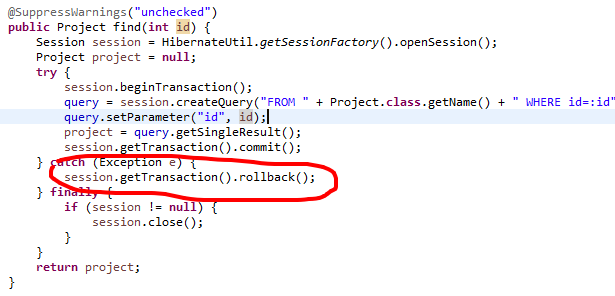 @SuppressWarnings("unchecked")
public Project find(int id) {
    Session session = HibernateUtil.getSessionFactory().openSession();
    Project project = null;
    try {
        session.beginTransaction();
        query = session.createQuery("FROM " + Project.class.getName() + " WHERE id=:id"
        query.setParameter("id", id);
        project = query.getSingleResult();
        session.getTransaction().commit();
    } catch (Exception e) {
        session.getTransaction().rollback();
    } finally {
        if (session != null) {
            session.close();
        }
    }
    return project;
}